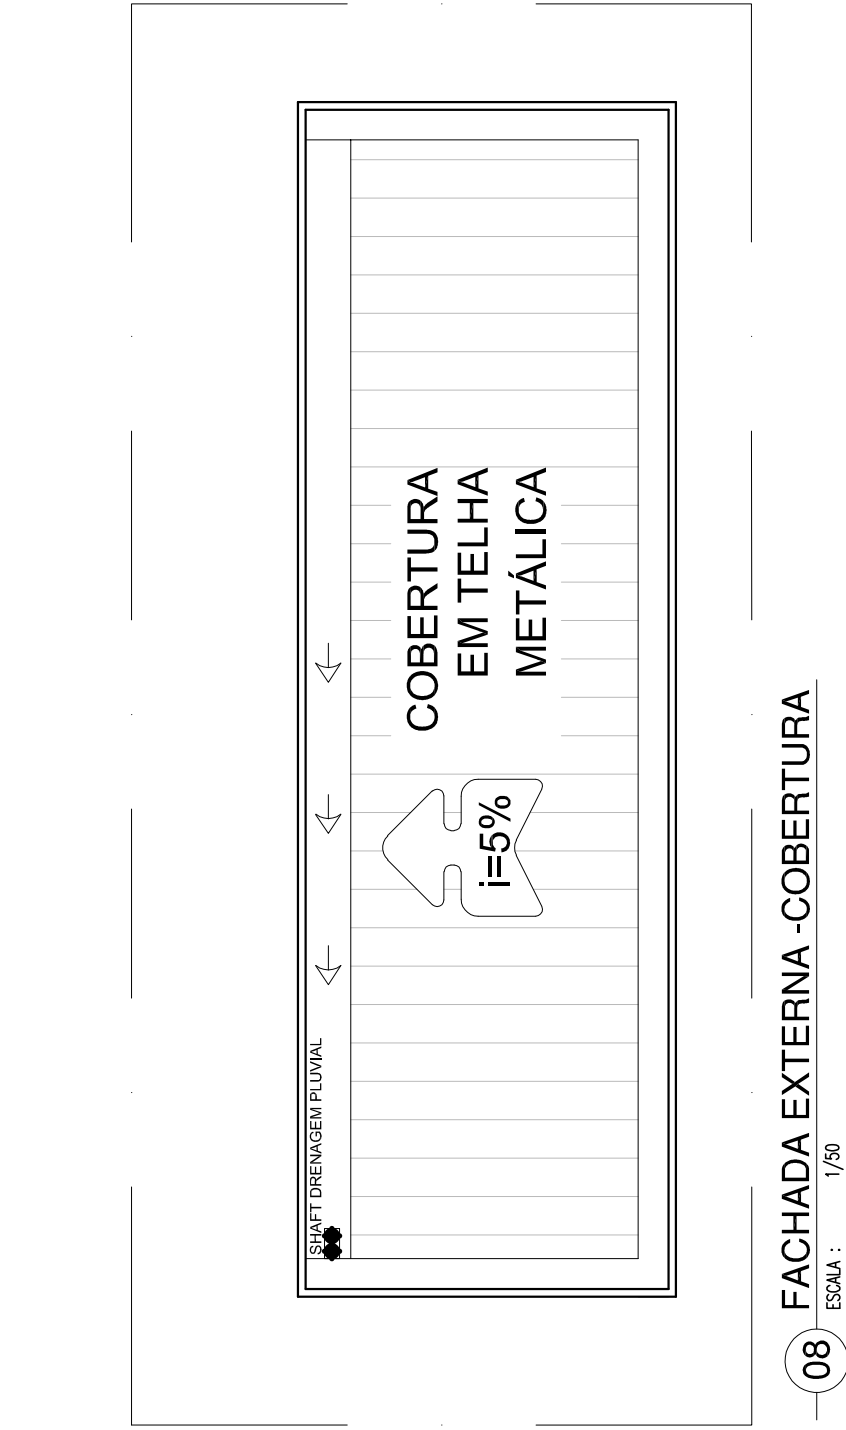 SHAFT DRENAGEM PLUVIAL
COBERTURA
EM TELHA
METÁLICA
i=5%
08
FACHADA EXTERNA -COBERTURA
ESCALA : 1/50